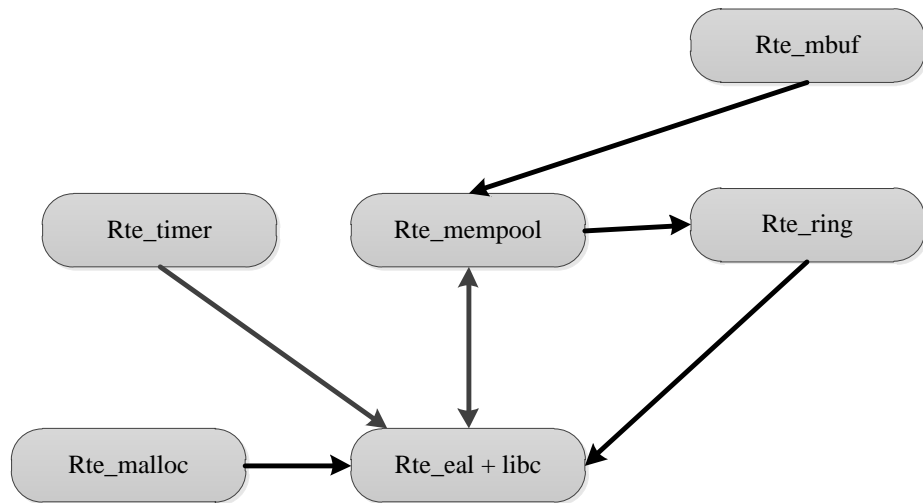 Rte_mbuf
Rte_timer
Rte_mempool
Rte_ring
Rte_malloc
Rte_eal + libc